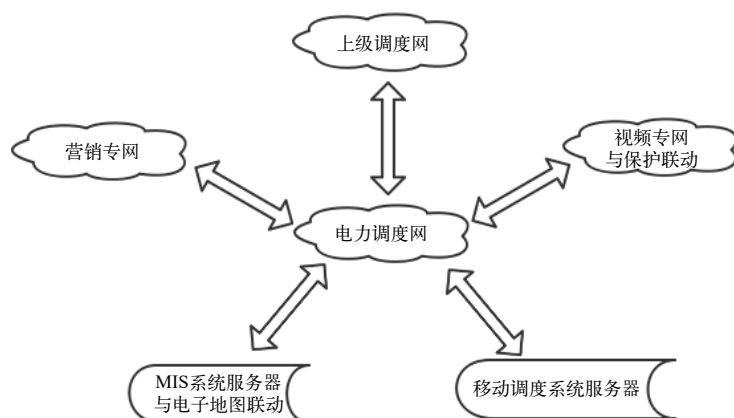 上级调度网
营销专网
视频专网
与保护联动
电力调度网
MIS系统服务器
与电子地图联动
移动调度系统服务器